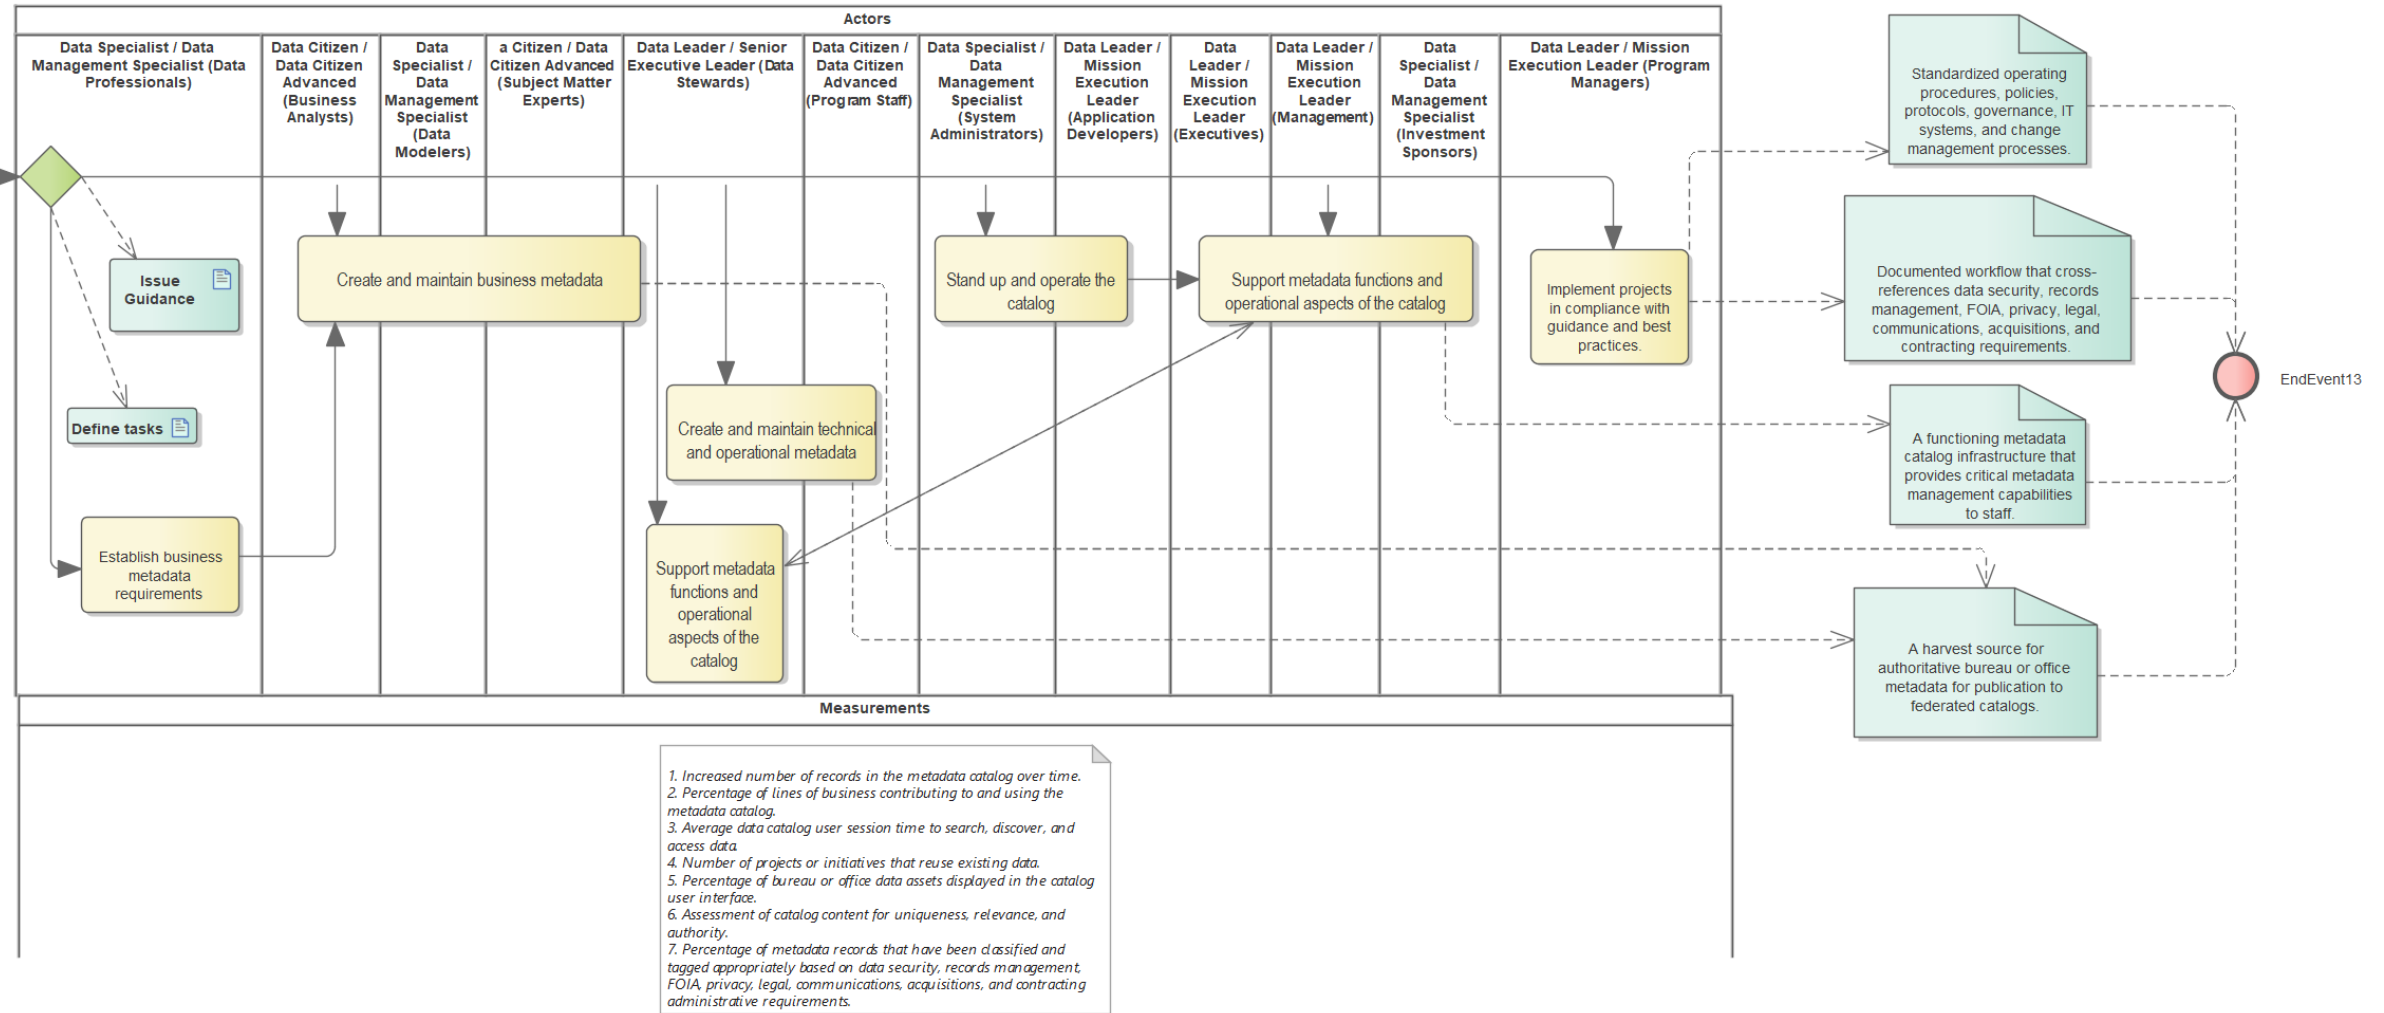 Actors
Data Specialist / Data
Management Specialist (Data
Professionals)
Data Citizen /
Data Citizen
Advanced
(Business
Analysts)
Data
Specialist /
Data
Management
Specialist
(Data
Modelers)
a Citizen / Data
Citizen Advanced
(Subject Matter
Experts)
Data Leader / Senior
Executive Leader (Data
Stewards)
Data Citizen /
Data Citizen
Advanced
(Program Staff)
Data Specialist /
Data
Management
Specialist
(System
Administrators)
Data Leader /
Mission
Execution
Leader
(Application
Developers)
Data
Leader /
Mission
Execution
Leader
(Executives)
Data Leader /
Mission
Execution
Leader
(Management)
Data
Specialist /
Data
Management
Specialist
(Investment
Sponsors)
Data Leader / Mission
Execution Leader (Program
Managers)
Issue
Guidance
Define tasks
Establish business
metadata
requirements
Create and maintain business metadata
Create and maintain technical
and operational metadata
Support metadata
functions and
operational
aspects of the
catalog
Stand up and operate the
catalog
Support metadata functions and
operational aspects of the catalog
Implement projects
in compliance with
guidance and best
practices.
Standardized operating
procedures, policies,
protocols, governance, IT
systems, and change
management processes.
Documented workflow that cross-
references data security, records
management, FOIA, privacy, legal,
communications, acquisitions, and
contracting requirements.
A functioning metadata
catalog infrastructure that
provides critical metadata
management capabilities
to staff.
A harvest source for
authoritative bureau or office
metadata for publication to
federated catalogs.
EndEvent13
Measurements
1. Increased number of records in the metadata catalog over time.
2. Percentage of lines of business contributing to and using the
metadata catalog.
3. Average data catalog user session time to search, discover, and
access data.
4. Number of projects or initiatives that reuse existing data.
5. Percentage of bureau or office data assets displayed in the catalog
user interface.
6. Assessment of catalog content for uniqueness, relevance, and
authority.
7. Percentage of metadata records that have been classified and
tagged appropriately based on data security, records management,
FOIA, privacy, legal, communications, acquisitions, and contracting
administrative requirements.